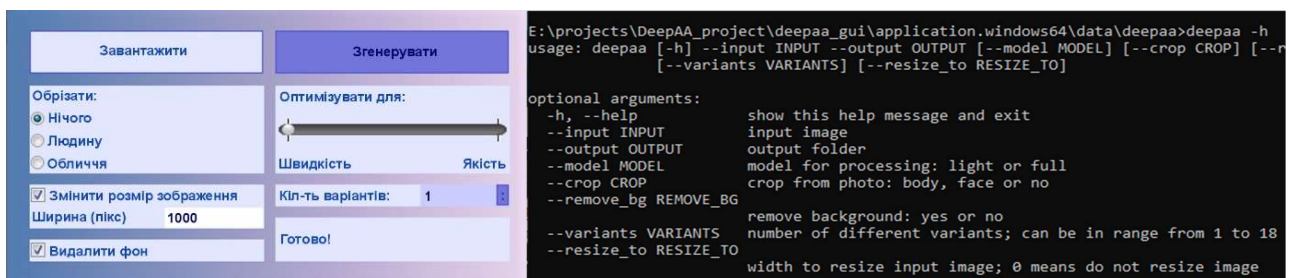 Завантажити
Згенерувати
Обрізати:
Нічого
Людину
Обличчя
Оптимізувати для:
Швидкість Якість
Змінити розмір зображення
Ширина (пікс) 1000
Видалити фон
Кіл-ть варіантів: 1
Готово!
E:\projects\DeepAA_project\deepaa_gui\application.windows64\data\deepaa>deepaa -h
usage: deepaa [-h] --input INPUT --output OUTPUT [--model MODEL] [--crop CROP] [--r
[--variants VARIANTS] [--resize_to RESIZE_TO]
optional arguments:
-h, --help show this help message and exit
--input INPUT input image
--output OUTPUT output folder
--model MODEL model for processing: light or full
--crop CROP crop from photo: body, face or no
--remove_bg REMOVE_BG
remove background: yes or no
--variants VARIANTS number of different variants; can be in range from 1 to 18
--resize_to RESIZE_TO
width to resize input image; 0 means do not resize image